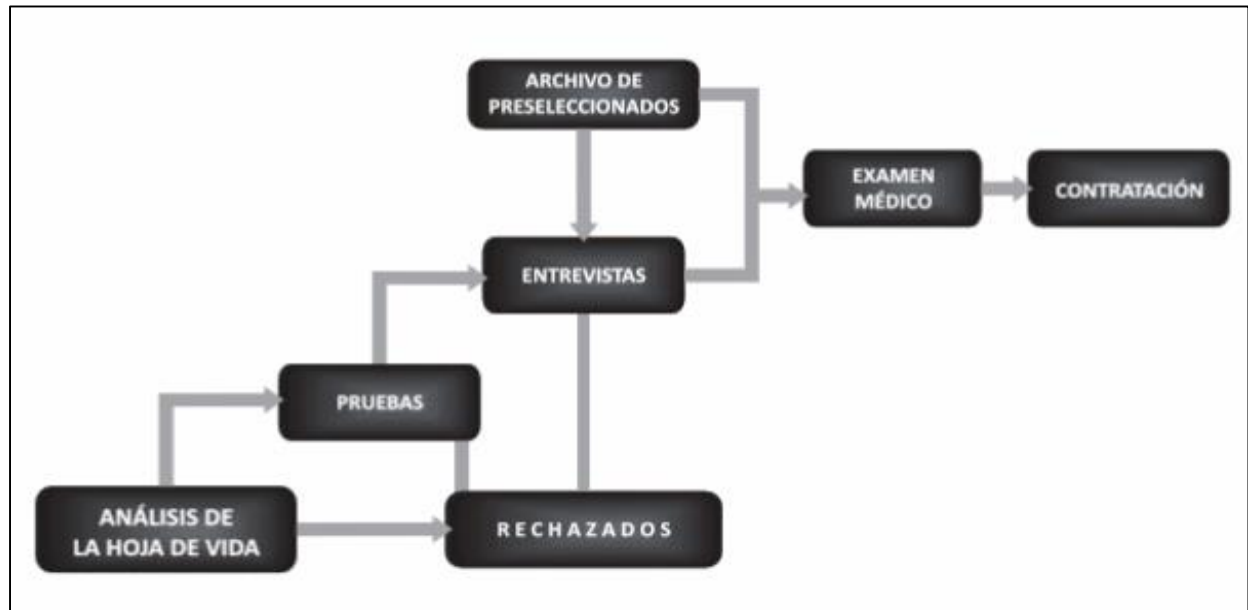 ARCHIVO DE
PRESELECCIONADOS
EXAMEN
MÉDICO
CONTRATACIÓN
ENTREVISTAS
PRUEBAS
ANÁLISIS DE
LA HOJA DE VIDA
RECHAZADOS